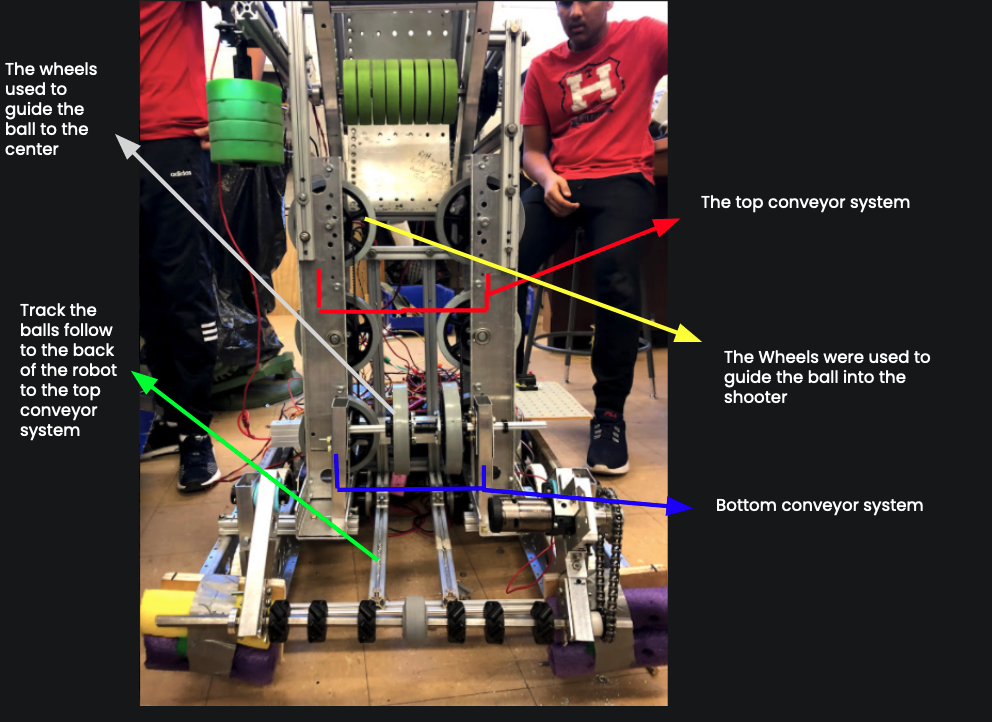 The wheels
used to
guide the
ball to the
center
Track the
balls follow
to the back
of the robot
to the top
conveyor
system
The top conveyor system
The Wheels were used to
guide the ball into the
shooter
Bottom conveyor system
adidas
H